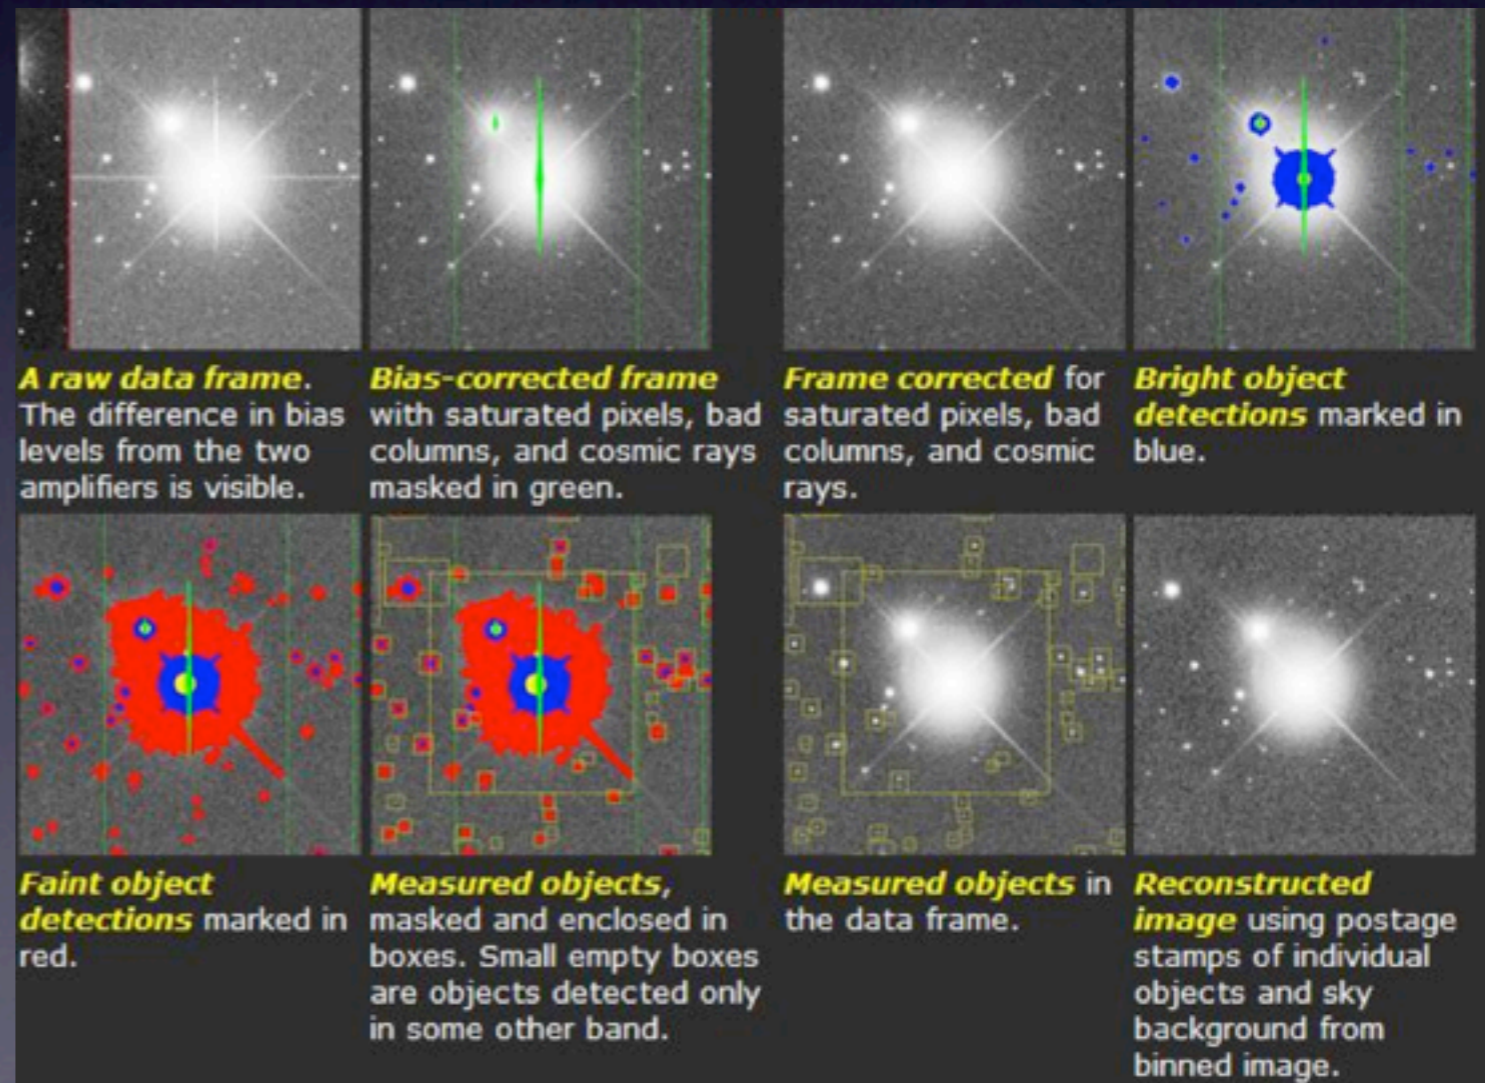 A raw data frame.
The difference in bias
levels from the two
amplifiers is visible.
Bias-corrected frame
with saturated pixels, bad
columns, and cosmic rays
masked in green.
Frame corrected for
saturated pixels, bad
columns, and cosmic
rays.
Bright object
detections marked in
blue.
Faint object
detections marked in
red.
Measured objects,
masked and enclosed in
boxes. Small empty boxes
are objects detected only
in some other band.
Measured objects in
the data frame.
Reconstructed
image using postage
stamps of individual
objects and sky
background from
binned image.